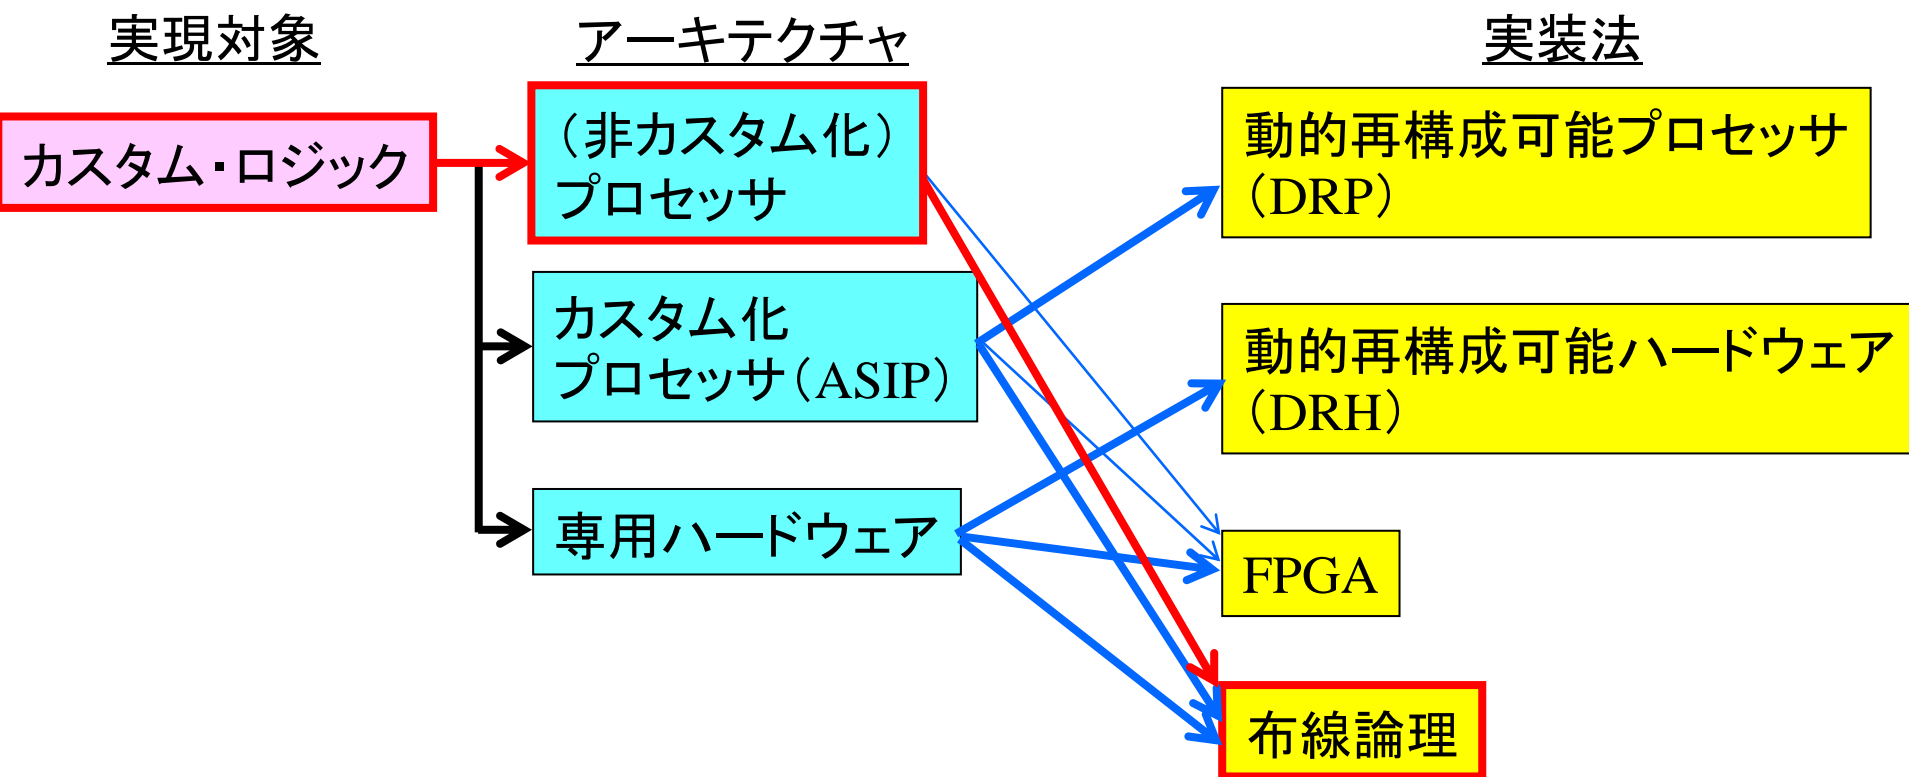 実現対象
アーキテクチャ
実装法
カスタム・ロジック
（非カスタム化）
プロセッサ
カスタム化
プロセッサ（ASIP）
専用ハードウェア
動的再構成可能プロセッサ
（DRP）
動的再構成可能ハードウェア
（DRH）
FPGA
布線論理